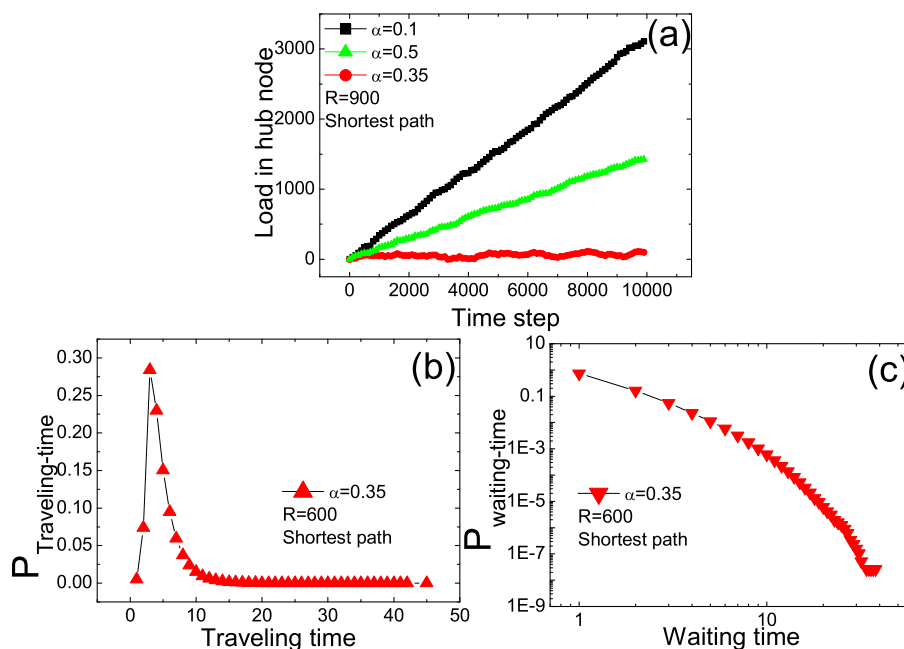 (a)
α=0.1
α=0.5
α=0.35
R=900
Shortest path
Load in hub node
3000
2000
1000
0
0 2000 4000 6000 8000 10000
Time step
(b)
α=0.35
R=600
Shortest path
P Traveling-time
0.30
0.25
0.20
0.15
0.10
0.05
0.00
0 10 20 30 40 50
Traveling time
(c)
α=0.35
R=600
Shortest path
P waiting-time
10
0.1
1E-3
1E-5
1E-7
1E-9
1 10
Waiting time